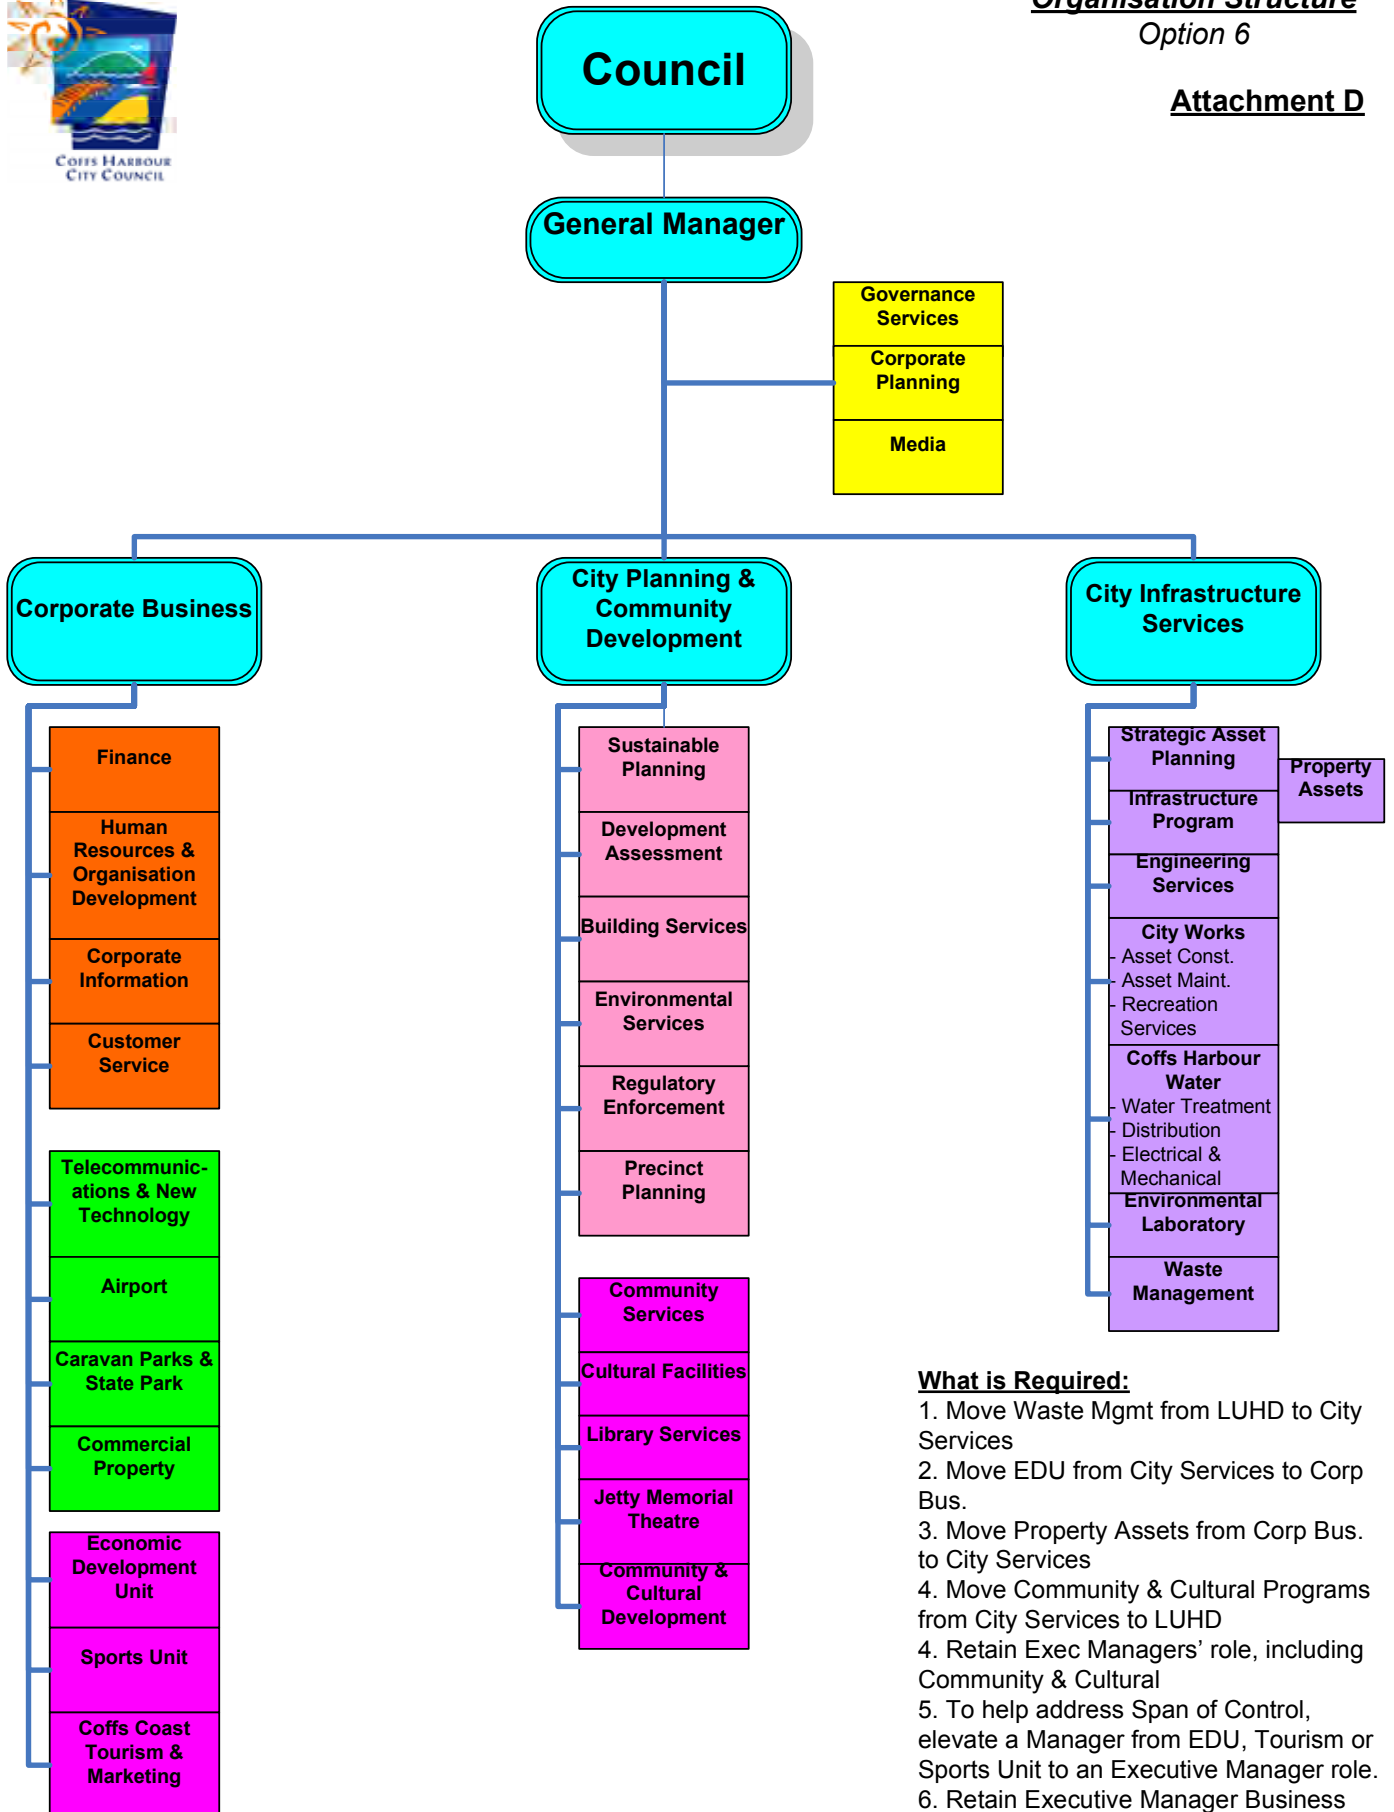 Organisation Structure
Option 6
Attachment D
COFFS HARBOUR
CITY COUNCIL
Council
General Manager
Governance
Services
Corporate
Planning
Media
Corporate Business
City Planning &
Community
Development
City Infrastructure
Services
Finance
Human
Resources &
Organisation
Development
Corporate
Information
Customer
Service
Telecommunic-
ations & New
Technology
Airport
Caravan Parks &
State Park
Commercial
Property
Economic
Development
Unit
Sports Unit
Coffs Coast
Tourism &
Marketing
Sustainable
Planning
Development
Assessment
Building Services
Environmental
Services
Regulatory
Enforcement
Precinct
Planning
Community
Services
Cultural Facilities
Library Services
Jetty Memorial
Theatre
Community &
Cultural
Development
Strategic Asset
Planning
Property
Assets
Infrastructure
Program
Engineering
Services
City Works
- Asset Const.
- Asset Maint.
- Recreation
Services
Coffs Harbour
Water
- Water Treatment
- Distribution
- Electrical &
Mechanical
Environmental
Laboratory
Waste
Management
What is Required:
1. Move Waste Mgmt from LUHD to City
Services
2. Move EDU from City Services to Corp
Bus.
3. Move Property Assets from Corp Bus.
to City Services
4. Move Community & Cultural Programs
from City Services to LUHD
4. Retain Exec Managers’ role, including
Community & Cultural
5. To help address Span of Control,
elevate a Manager from EDU, Tourism or
Sports Unit to an Executive Manager role.
6. Retain Executive Manager Business